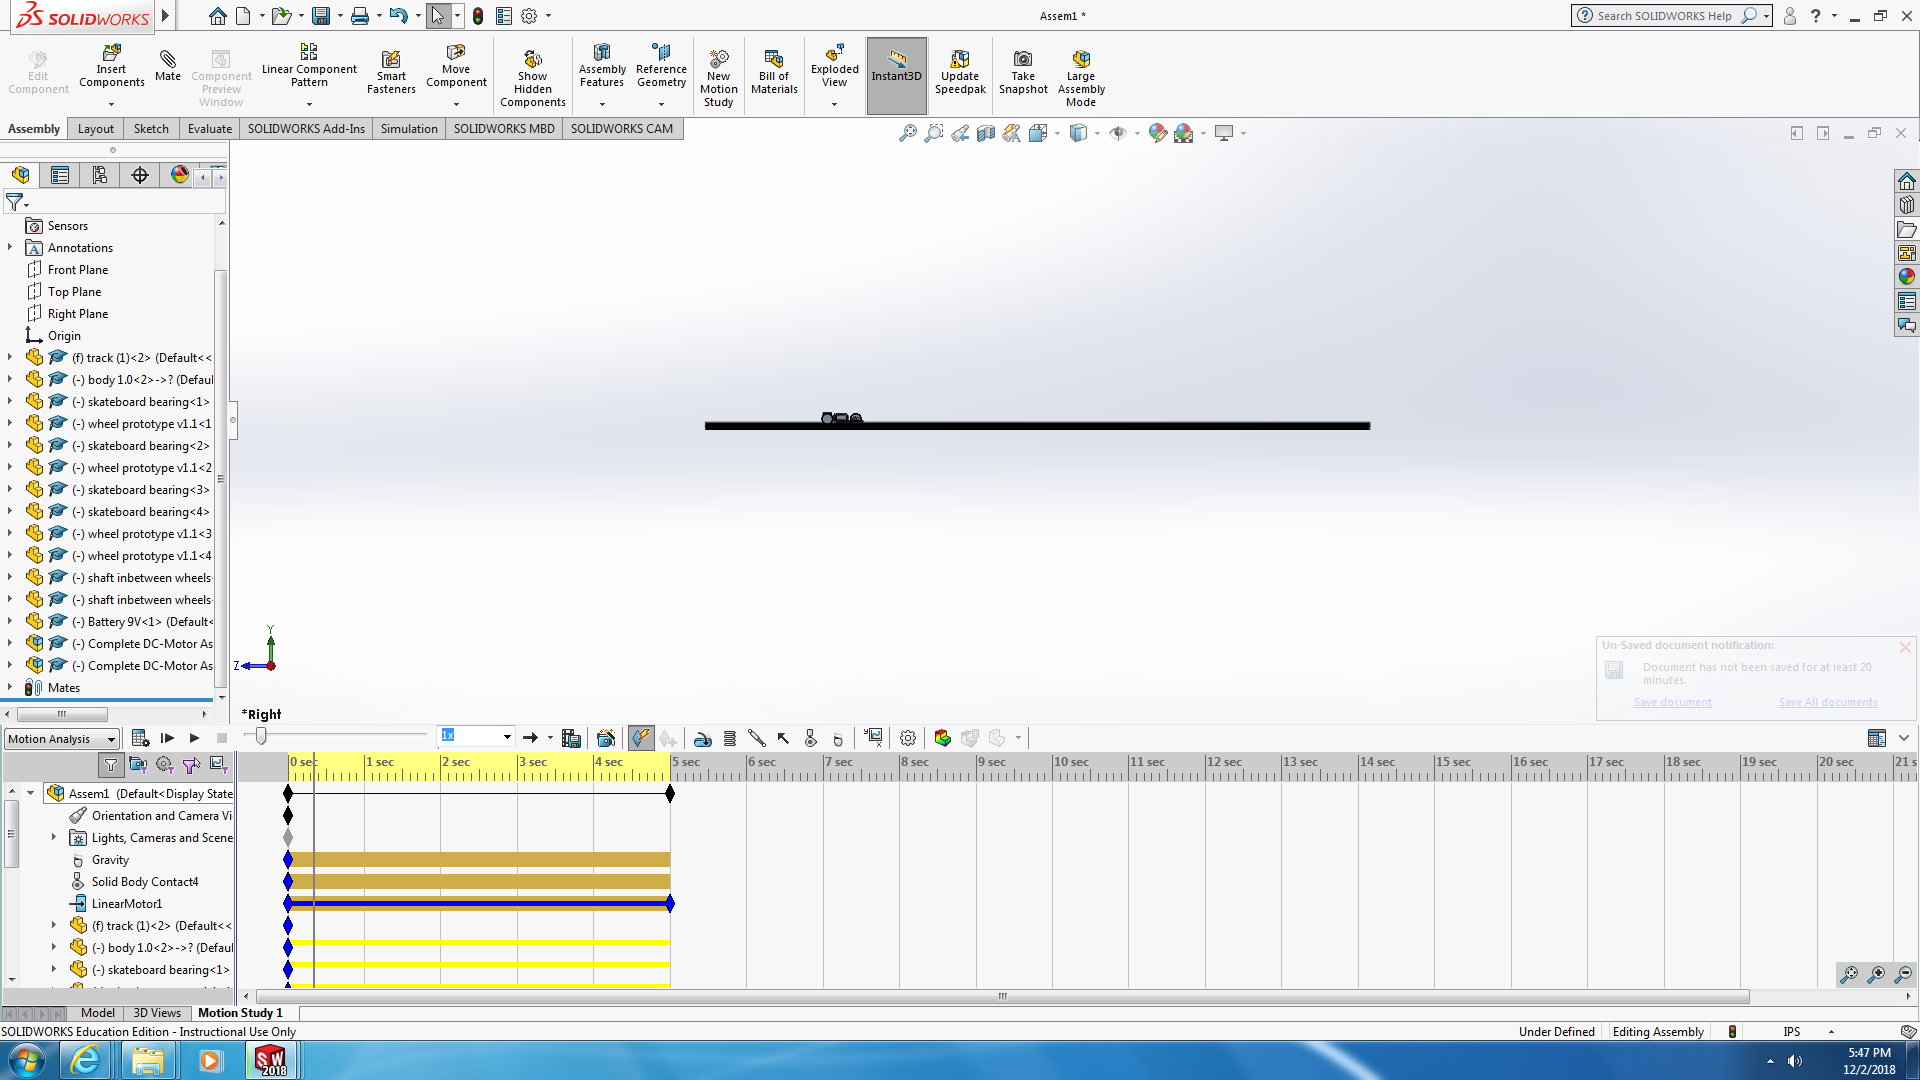 SOLIDWORKS
Assem1 *
Search SOLIDWORKS Help
Edit Component
Insert Components
Mate
Component Preview Window
Linear Component Pattern
Smart Fasteners
Move Component
Show Hidden Components
Assembly Features
Reference Geometry
New Motion Study
Bill of Materials
Exploded View
Instant3D
Update Speedpak
Take Snapshot
Large Assembly Mode
Assembly Layout Sketch Evaluate SOLIDWORKS Add-Ins Simulation SOLIDWORKS MBD SOLIDWORKS CAM
Sensors
Annotations
Front Plane
Top Plane
Right Plane
Origin
(f) track (1)<2> (Default<<
(-) body 1.0<2>->? (Defaul
(-) skateboard bearing<1>
(-) wheel prototype v1.1<1
(-) skateboard bearing<2>
(-) wheel prototype v1.1<2
(-) skateboard bearing<3>
(-) skateboard bearing<4>
(-) wheel prototype v1.1<3
(-) wheel prototype v1.1<4
(-) shaft inbetween wheels
(-) shaft inbetween wheels
(-) Battery 9V<1> (Default<
(-) Complete DC-Motor As
(-) Complete DC-Motor As
Mates
Y
Z
*Right
Un-Saved document notification:
Document has not been saved for at least 20
minutes.
Save document Save All documents
Motion Analysis
1x
0 sec 1 sec 2 sec 3 sec 4 sec 5 sec 6 sec 7 sec 8 sec 9 sec 10 sec 11 sec 12 sec 13 sec 14 sec 15 sec 16 sec 17 sec 18 sec 19 sec 20 sec 21 s
Assem1 (Default<Display State
Orientation and Camera Vi
Lights, Cameras and Scene
Gravity
Solid Body Contact4
LinearMotor1
(f) track (1)<2> (Default<<
(-) body 1.0<2>->? (Defaul
(-) skateboard bearing<1>
Model 3D Views Motion Study 1
SOLIDWORKS Education Edition - Instructional Use Only
Under Defined Editing Assembly IPS
SW 2018
5:47 PM
12/2/2018